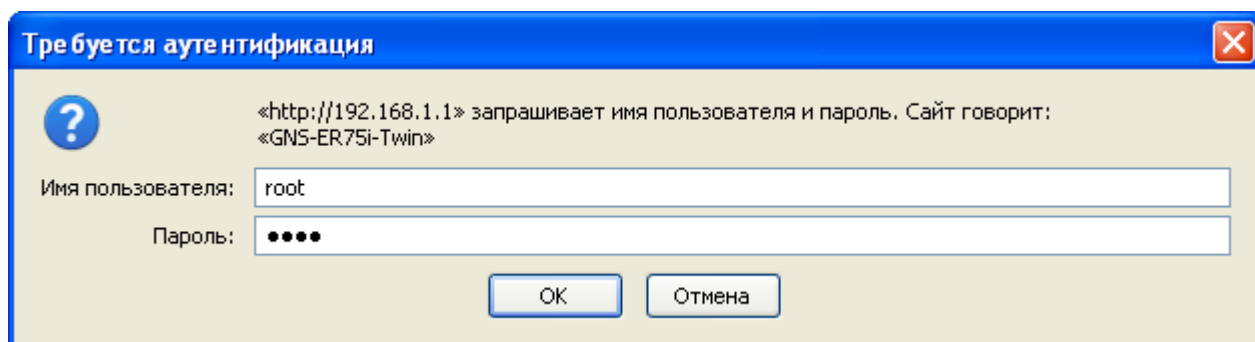 Требуется аутентификация
«http://192.168.1.1» запрашивает имя пользователя и пароль. Сайт говорит:
«GNS-ER75i-Twin»
Имя пользователя: root
Пароль: ●●●●
OK Отмена